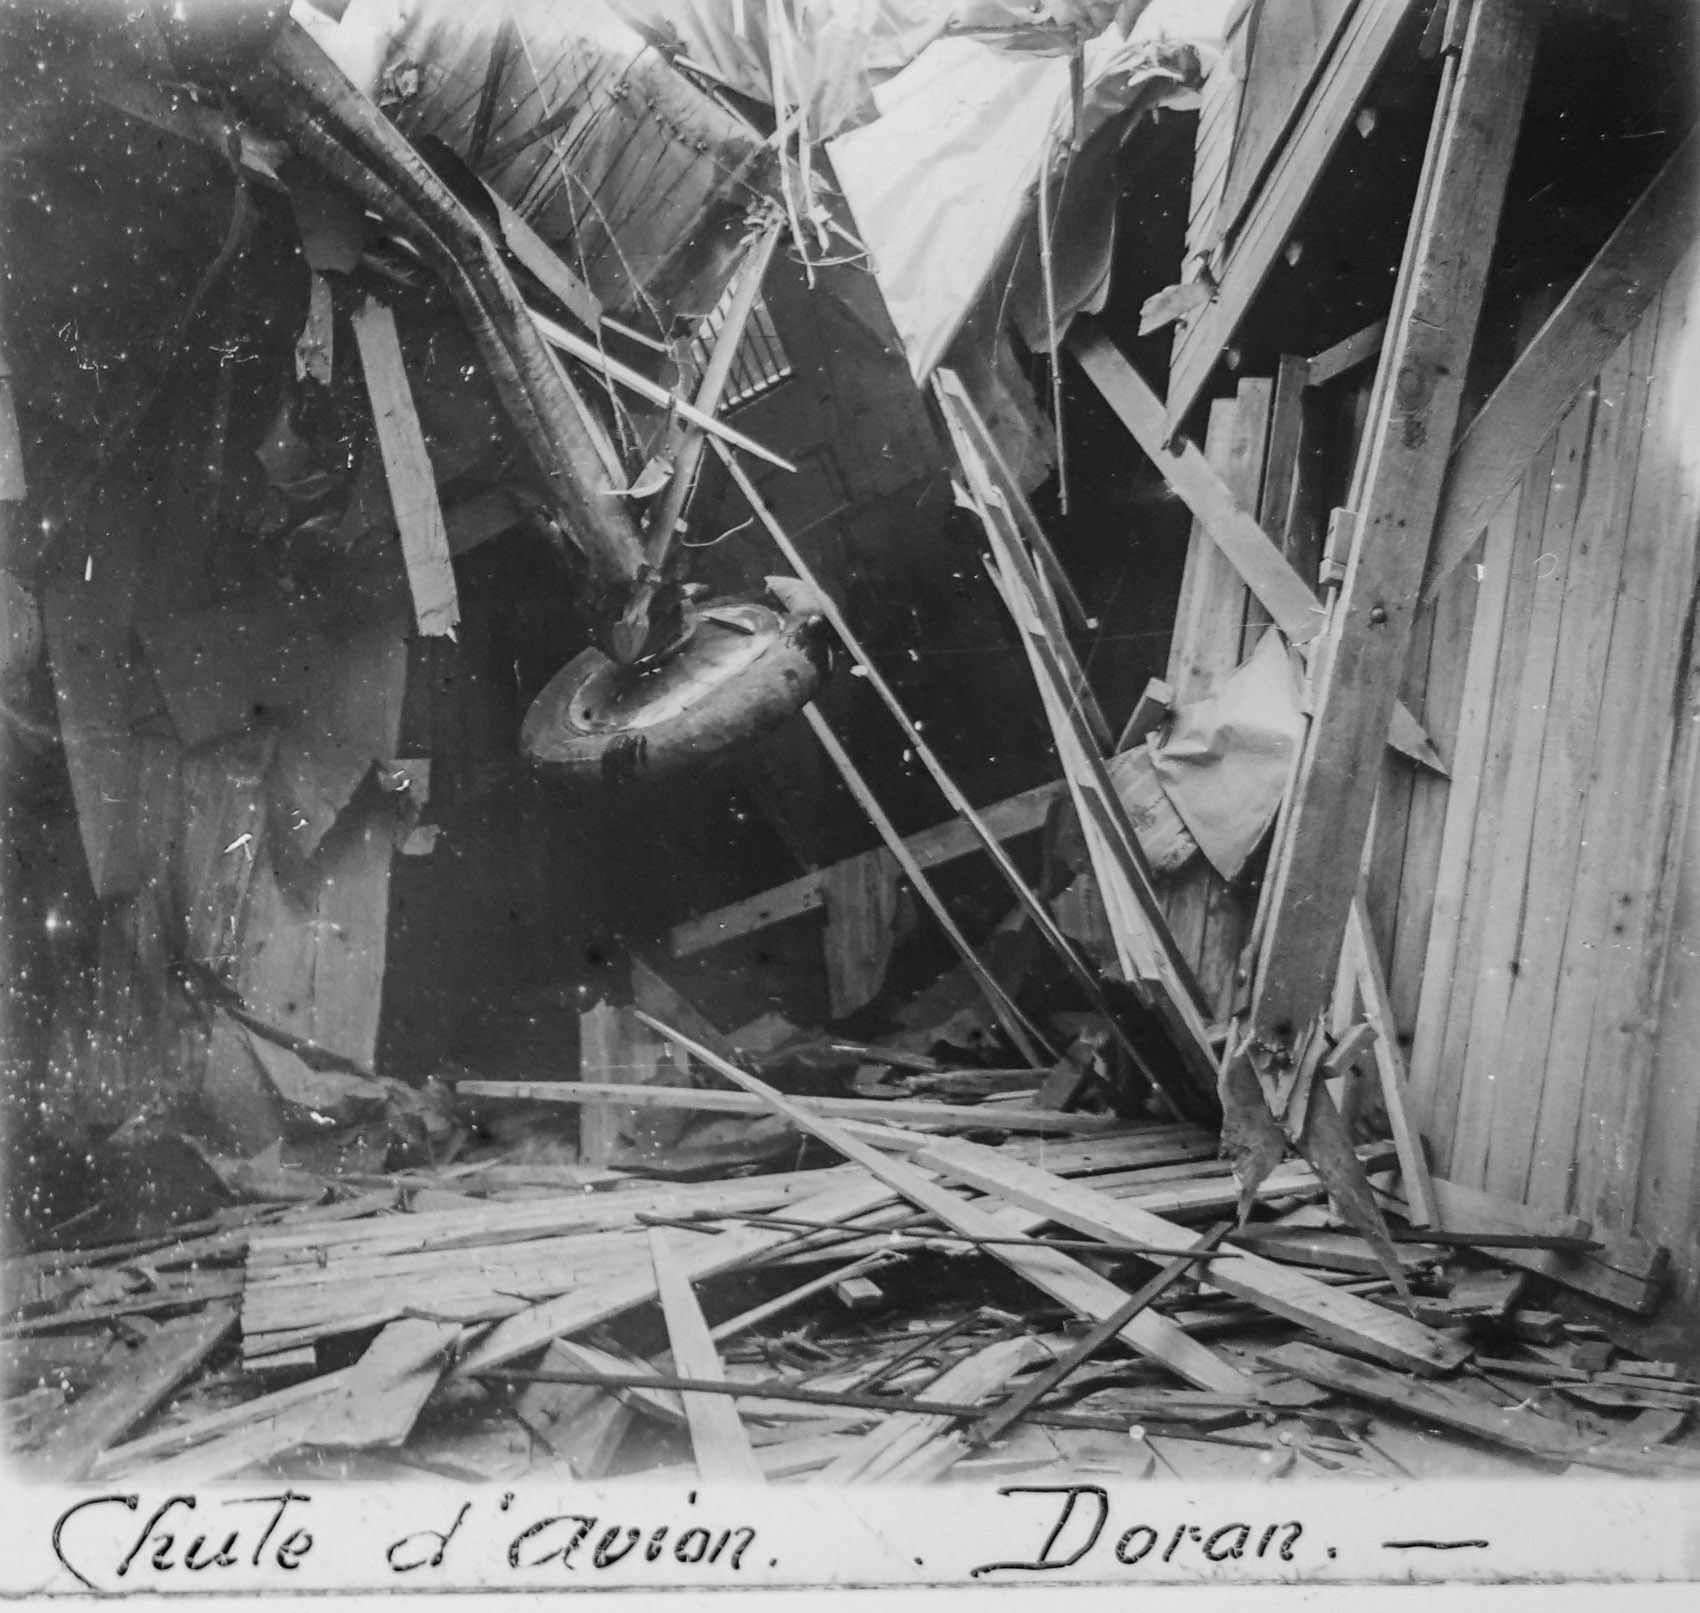 Chute d'avion. . Doran. —